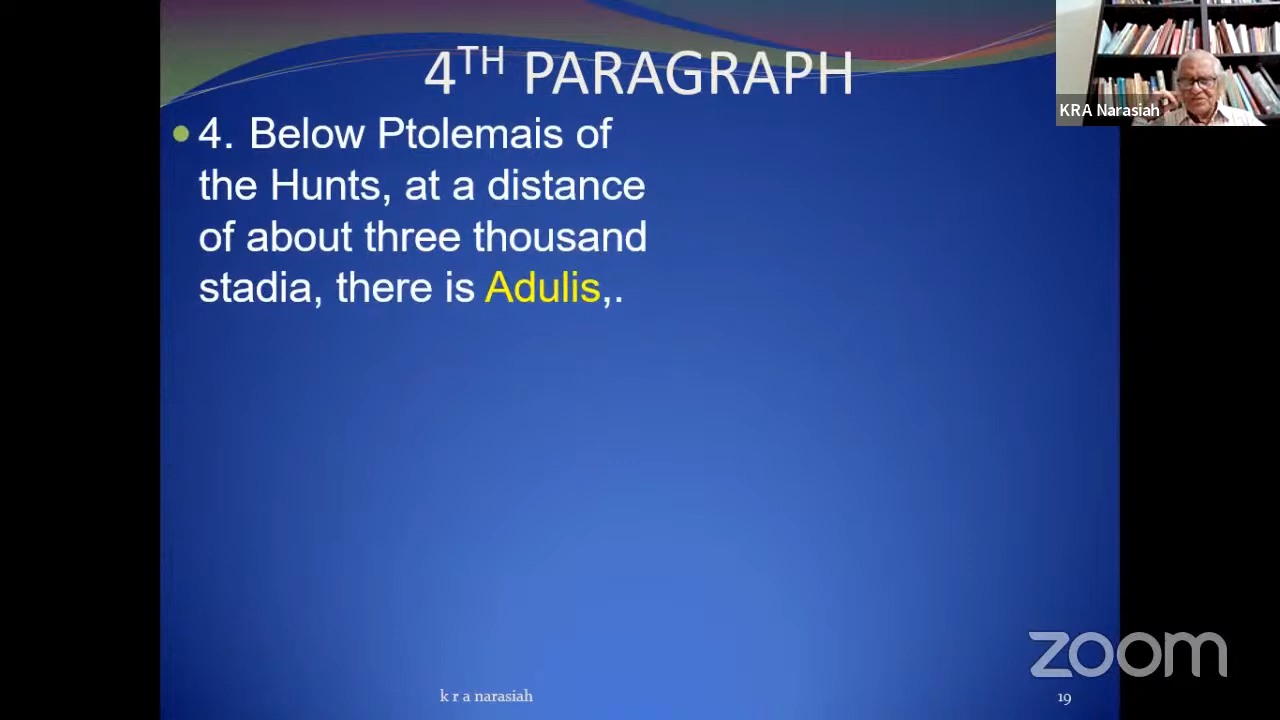 4TH PARAGRAPH
KRA Narasiah
4. Below Ptolemais of
the Hunts, at a distance
of about three thousand
stadia, there is Adulis,.
zoom
k r a narasiah
19